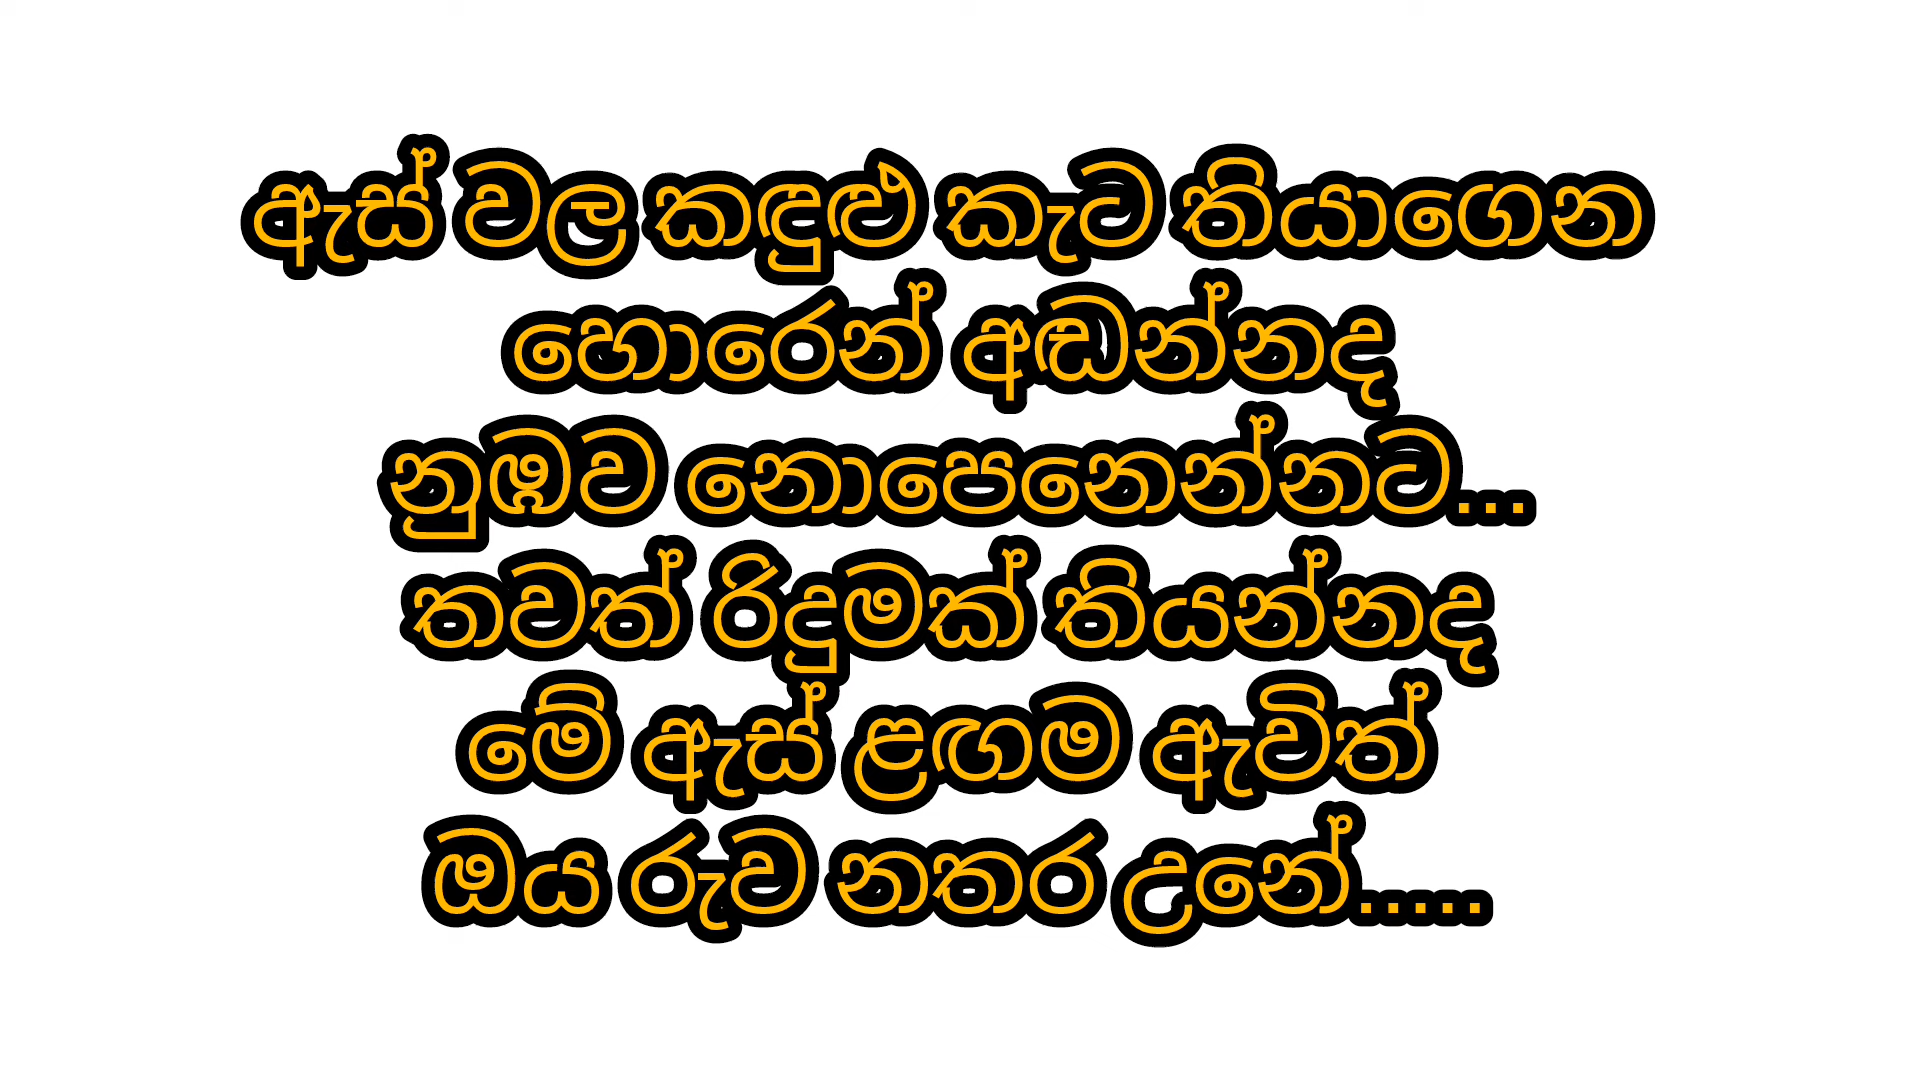 ඇස් වල කඳුළු කැට තියාගෙන
හොරෙන් අඬන්නද
නුඹව නොපෙනෙන්නට...
තවත් රිදුමක් තියන්නද
මේ ඇස් ළඟම ඇවිත්
ඔය රුව නතර උනේ.....